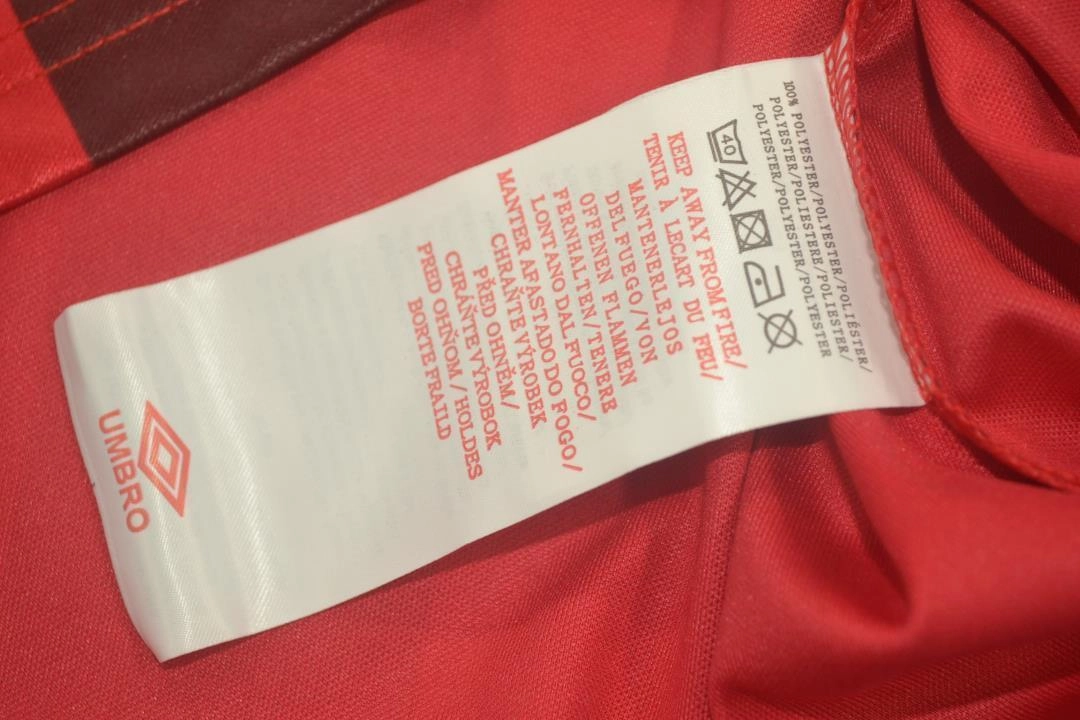 100% POLYESTER/POLYESTER/POLIÉSTER/
POLYESTER/POLIESTERE/POLIESTER/
POLYESTER/POLYESTER/POLYESTER
40
KEEP AWAY FROM FIRE/
TENIR À LECART DU FEU/
MANTENERLEJOS
DEL FUEGO/VON
OFFENEN FLAMMEN
FERNHALTEN/TENERE
LONTANO DAL FUOCO/
MANTER AFASTADO DO FOGO/
CHRAŇTE VÝROBEK
PŘED OHNĚM/
CHRÁNTE VÝROBOK
PRED OHŇOM / HOLDES
BORTE FRA ILD
UMBRO